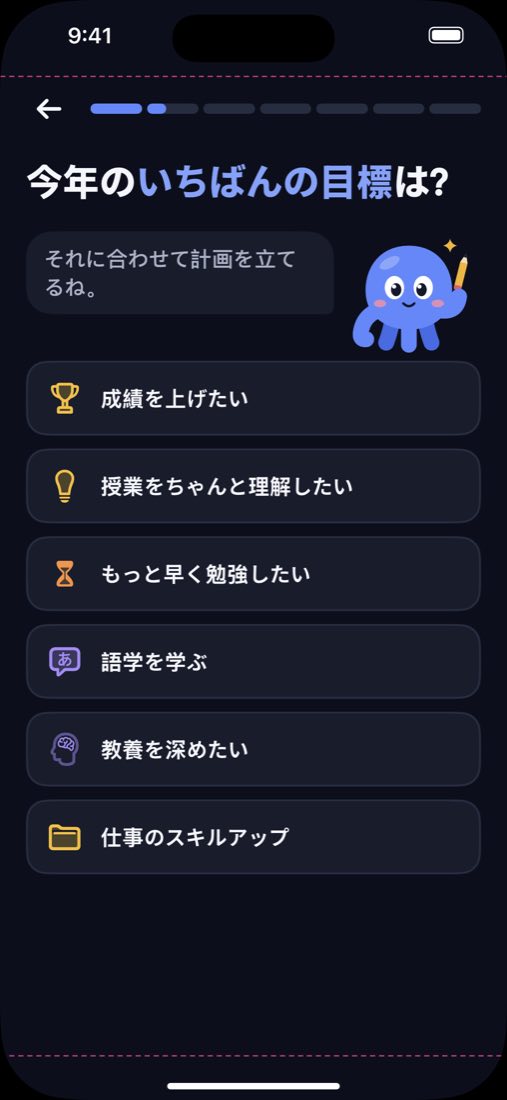 9:41
今年のいちばんの目標は?
それに合わせて計画を立て
るね。
成績を上げたい
授業をちゃんと理解したい
もっと早く勉強したい
あ
語学を学ぶ
教養を深めたい
仕事のスキルアップ